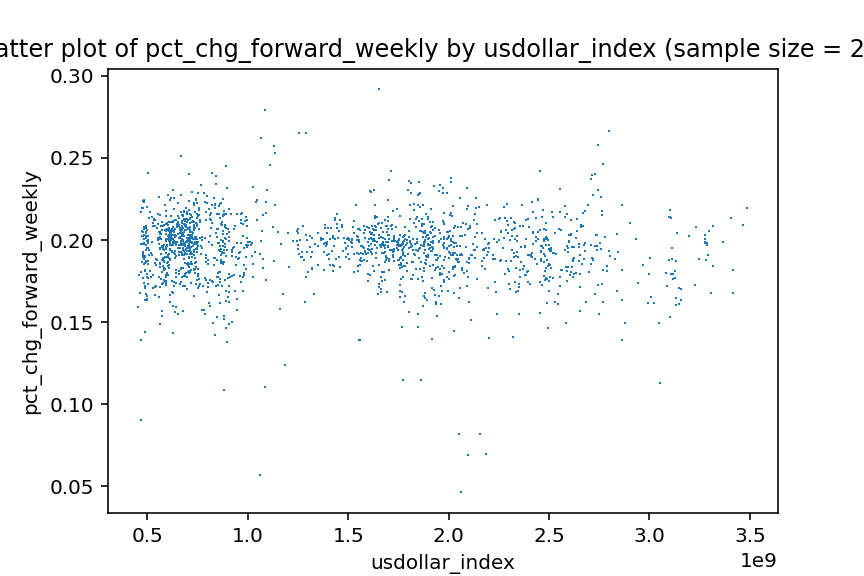 atter plot of pct_chg_forward_weekly by usdollar_index (sample size = 2
0.30
0.25
0.20
0.15
0.10
0.05
pct_chg_forward_weekly
0.5 1.0 1.5 2.0 2.5 3.0 3.5
1e9
usdollar_index